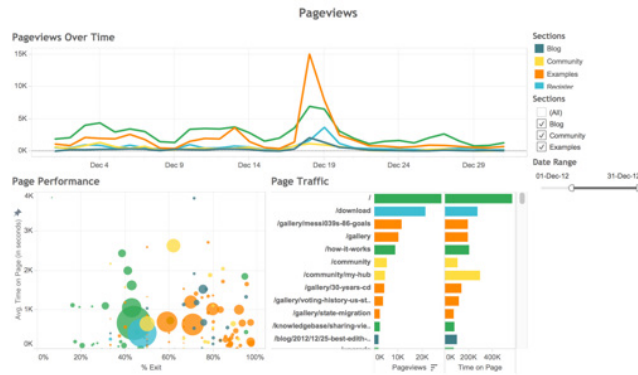 Pageviews
Pageviews Over Time
15K
10K
5K
0K
Dec 4
Dec 9
Dec 14
Dec 19
Dec 24
Dec 29
Sections
Blog
Community
Examples
Register
Sections
(All)
Blog
Community
Examples
Date Range
01-Dec-12
31-Dec-12
Page Performance
4K
3K
2K
1K
0K
Avg. Time on Page (in seconds)
0%
20%
40%
60%
80%
100%
% Exit
Page Traffic
/
/download
/gallery/messi039s-86-goals
/gallery
/how-it-works
/community
/community/my-hub
/gallery/30-years-cd
/gallery/voting-history-us-st..
/gallery/state-migration
/knowledgebase/sharing-vie..
/blog/2012/12/25-best-edith-..
0K
10K
20K
0K
200K
400K
Pageviews
Time on Page